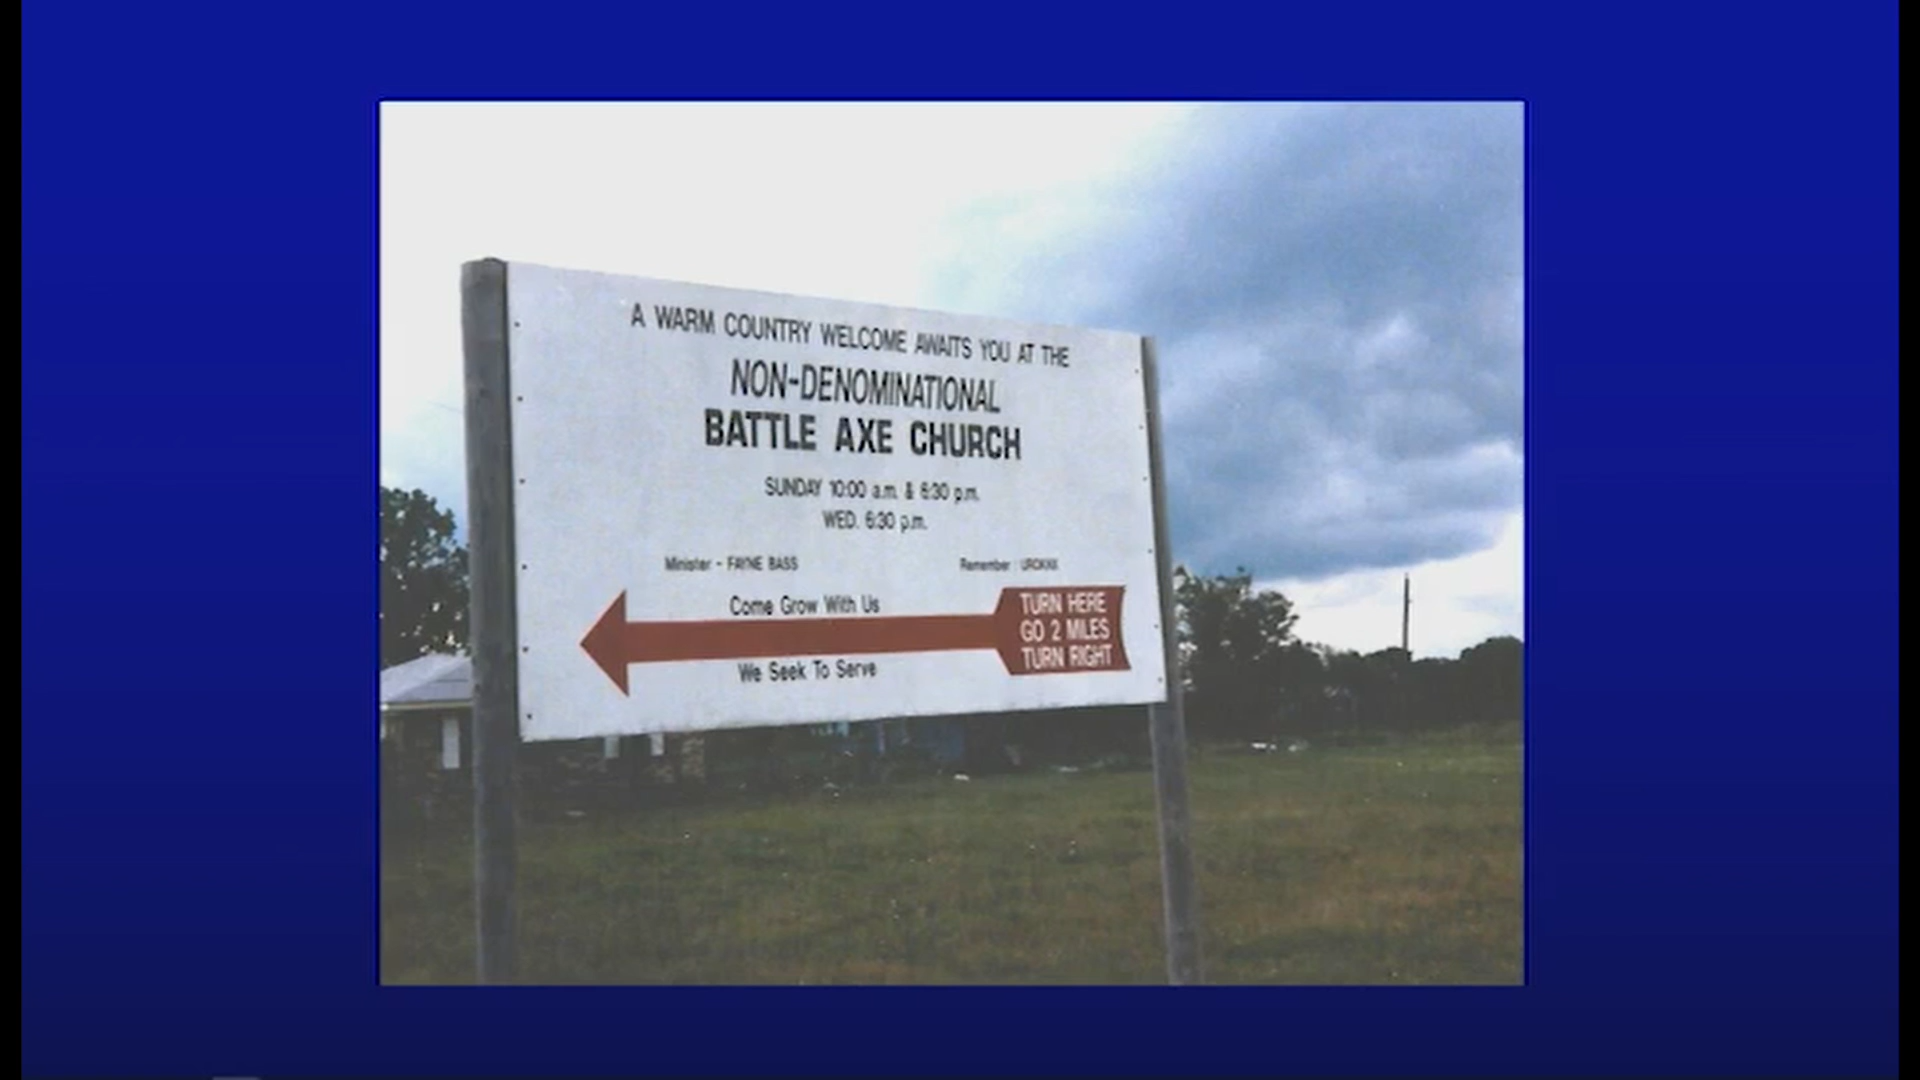 A WARM COUNTRY WELCOME AWAITS YOU AT THE
NON-DENOMINATIONAL
BATTLE AXE CHURCH
SUNDAY 10:00 a.m. & 6:30 p.m.
WED. 6:30 p.m.
Minister - FAYNE BASS
Remember :
Come Grow With Us
TURN HERE
GO 2 MILES
TURN RIGHT
We Seek To Serve